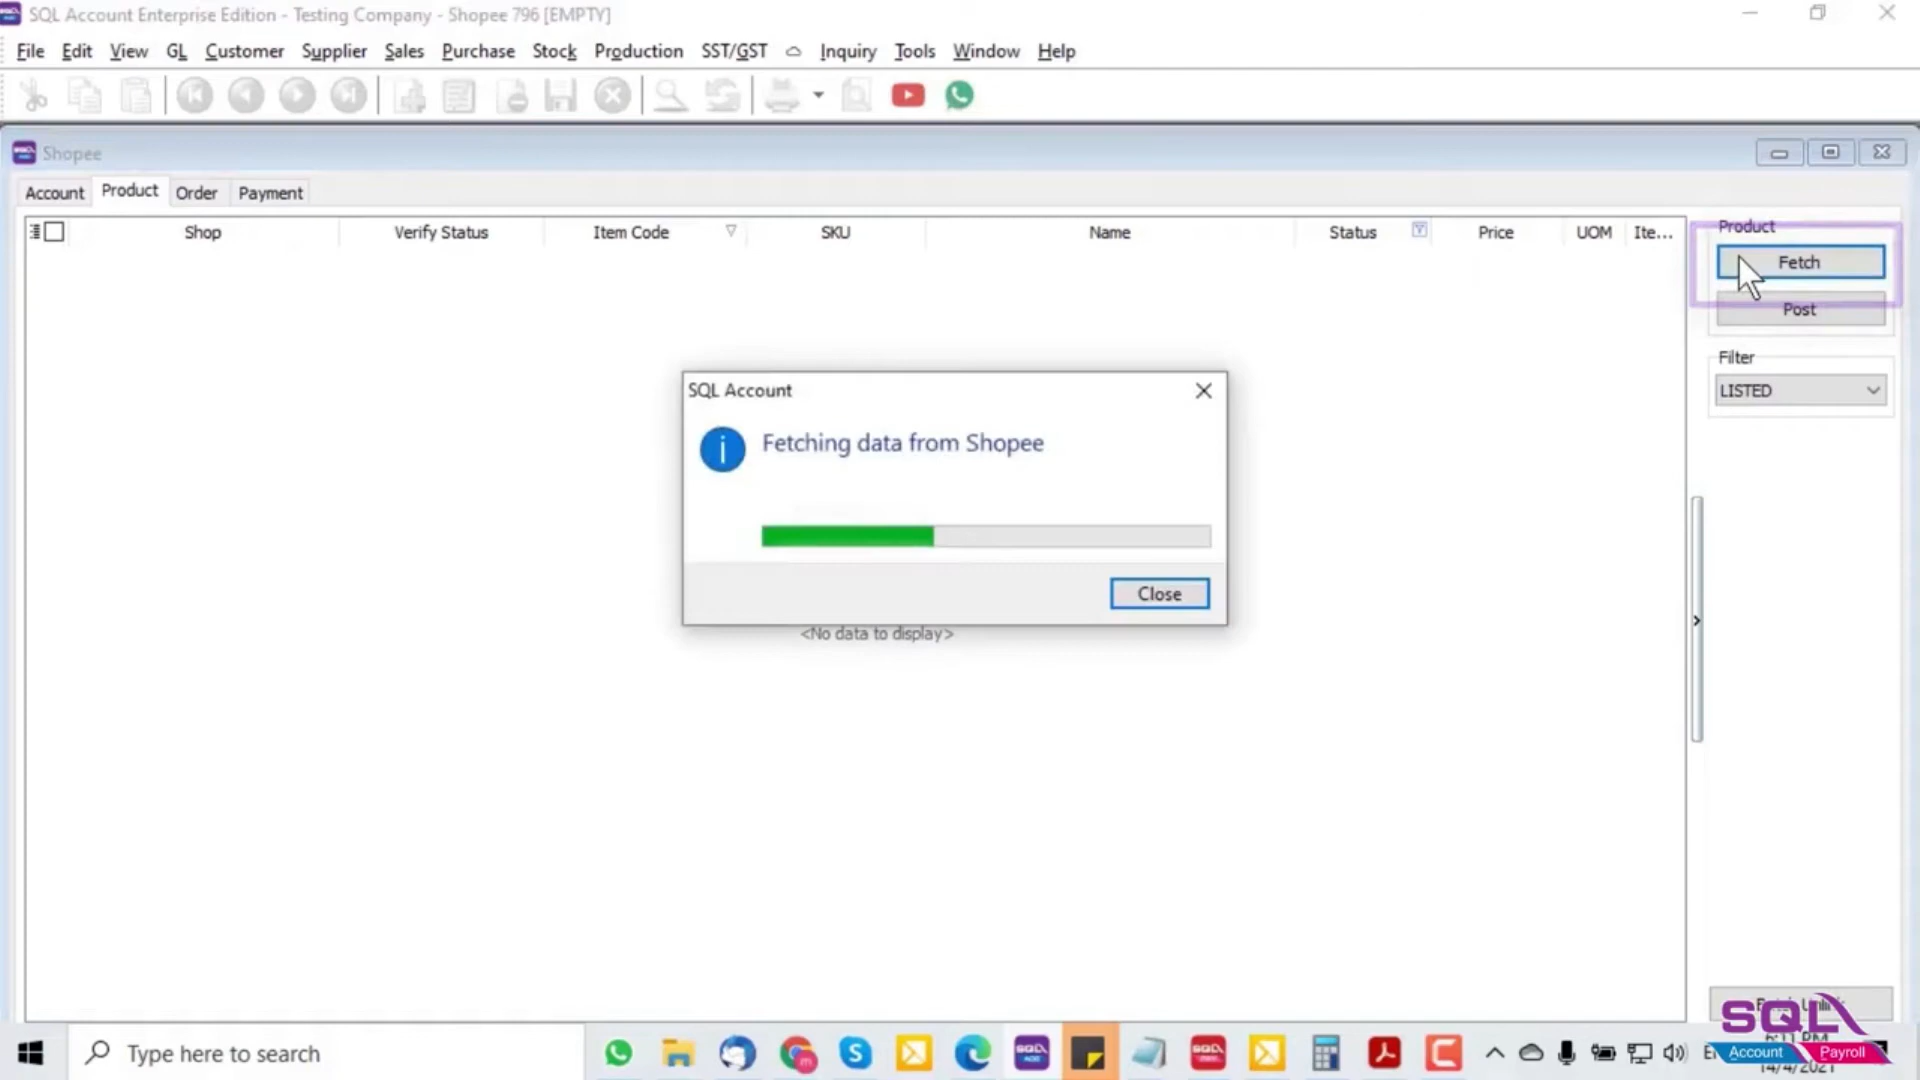 SQL Account Enterprise Edition - Testing Company - Shopee 796 [EMPTY]
File Edit View GL Customer Supplier Sales Purchase Stock Production SST/GST Inquiry Tools Window Help
Shopee
Account Product Order Payment
Shop Verify Status Item Code SKU Name Status Price UOM Ite...
Product
Fetch
Post
Filter
LISTED
SQL Account
Fetching data from Shopee
Close
<No data to display>
SQL
Account Payroll
Type here to search
14/4/2021